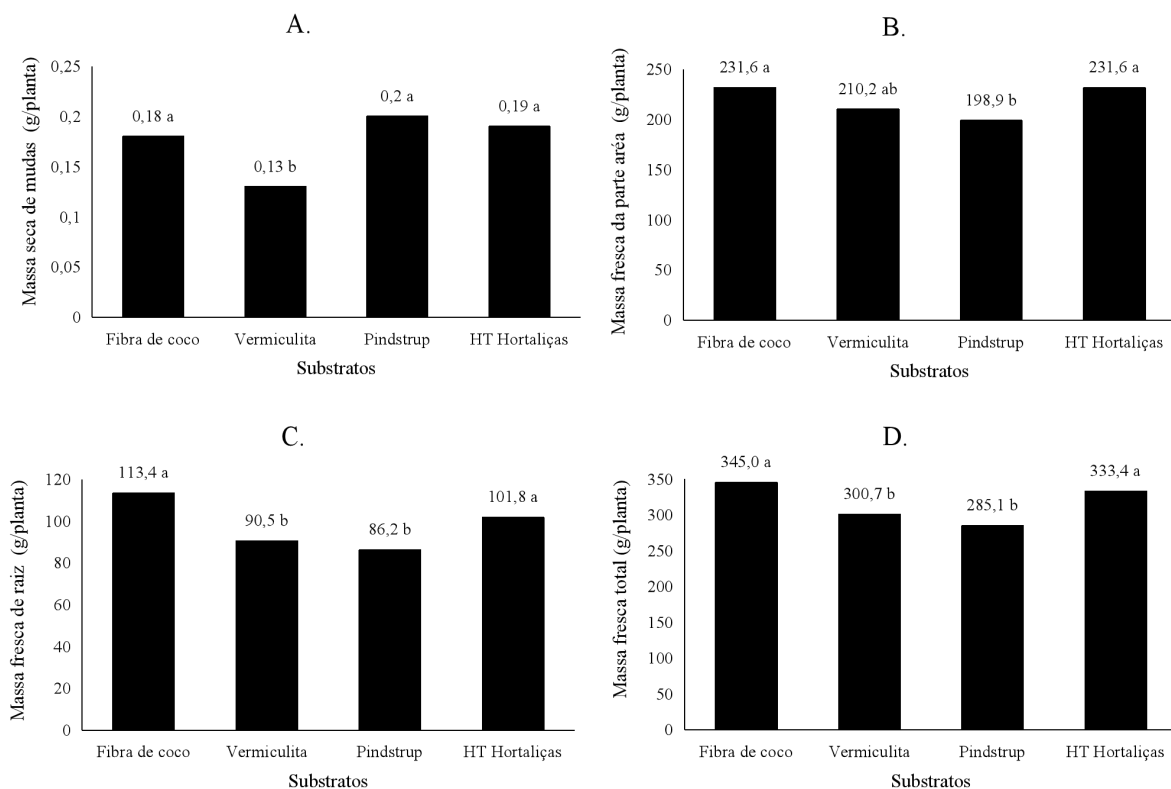 A.
Massa seca de mudas (g/planta)
0,25
0,2
0,15
0,1
0,05
0
0,18 a
0,13 b
0,2 a
0,19 a
Fibra de coco
Vermiculita
Pindstrup
HT Hortaliças
Substratos
B.
Massa fresca da parte aréa (g/planta)
250
200
150
100
50
0
231,6 a
210,2 ab
198,9 b
231,6 a
Fibra de coco
Vermiculita
Pindstrup
HT Hortaliças
Substratos
C.
Massa fresca de raiz (g/planta)
120
100
80
60
40
20
0
113,4 a
90,5 b
86,2 b
101,8 a
Fibra de coco
Vermiculita
Pindstrup
HT Hortaliças
Substratos
D.
Massa fresca total (g/planta)
350
300
250
200
150
100
50
0
345,0 a
300,7 b
285,1 b
333,4 a
Fibra de coco
Vermiculita
Pindstrup
HT Hortaliças
Substratos